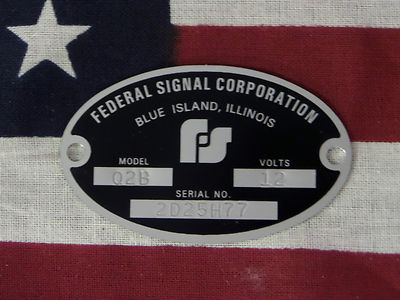 FEDERAL SIGNAL CORPORATION
BLUE ISLAND, ILLINOIS
MODEL VOLTS
Q2B 12
SERIAL NO.
2D25H77